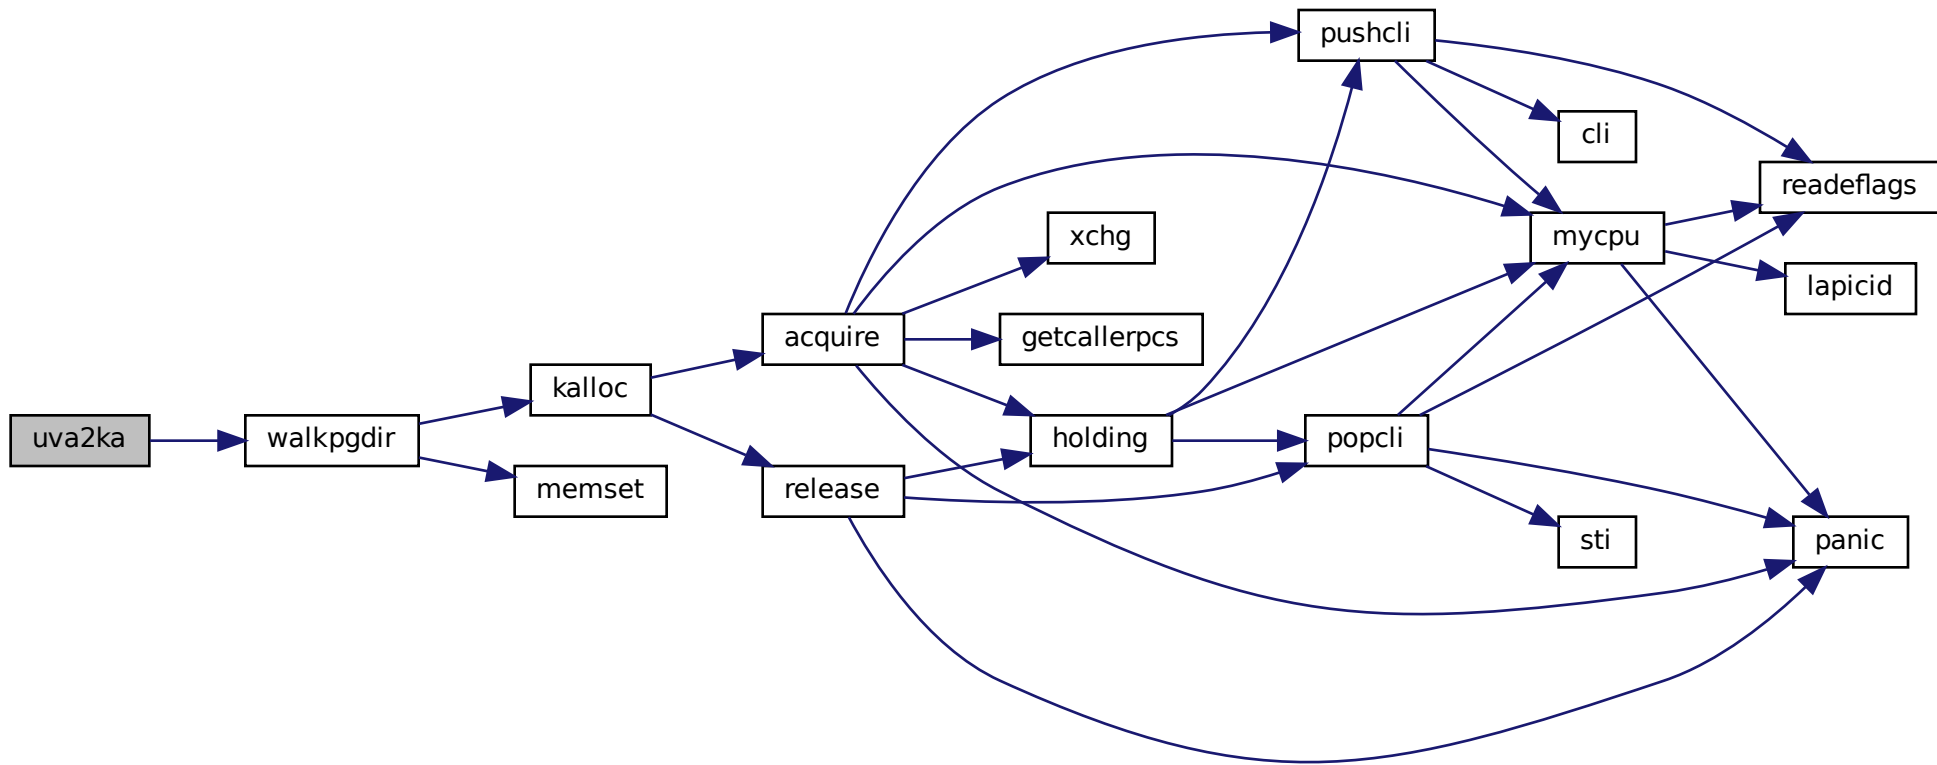 pushcli
cli
readeflags
xchg
mycpu
lapicid
acquire
getcallerpcs
kalloc
uva2ka
walkpgdir
holding
popcli
memset
release
sti
panic